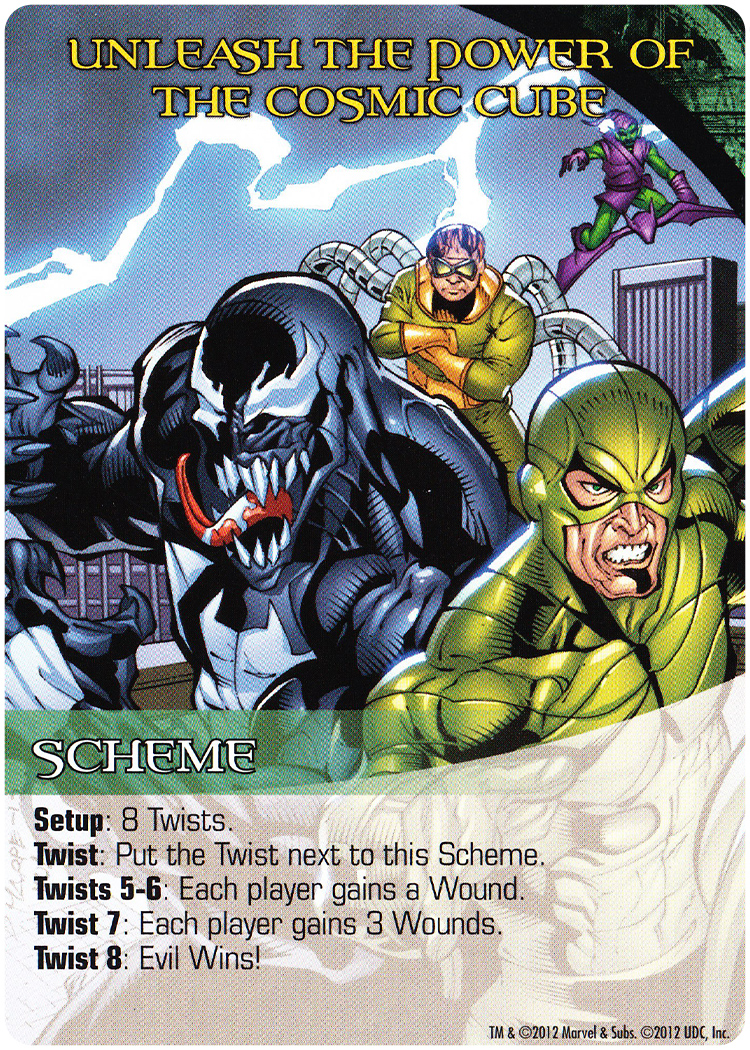 UNLEASH THE POWER OF
THE COSMIC CUBE
SCHEME
Setup: 8 Twists.
Twist: Put the Twist next to this Scheme.
Twists 5-6: Each player gains a Wound.
Twist 7: Each player gains 3 Wounds.
Twist 8: Evil Wins!
TM & ©2012 Marvel & Subs. ©2012 UDC, Inc.